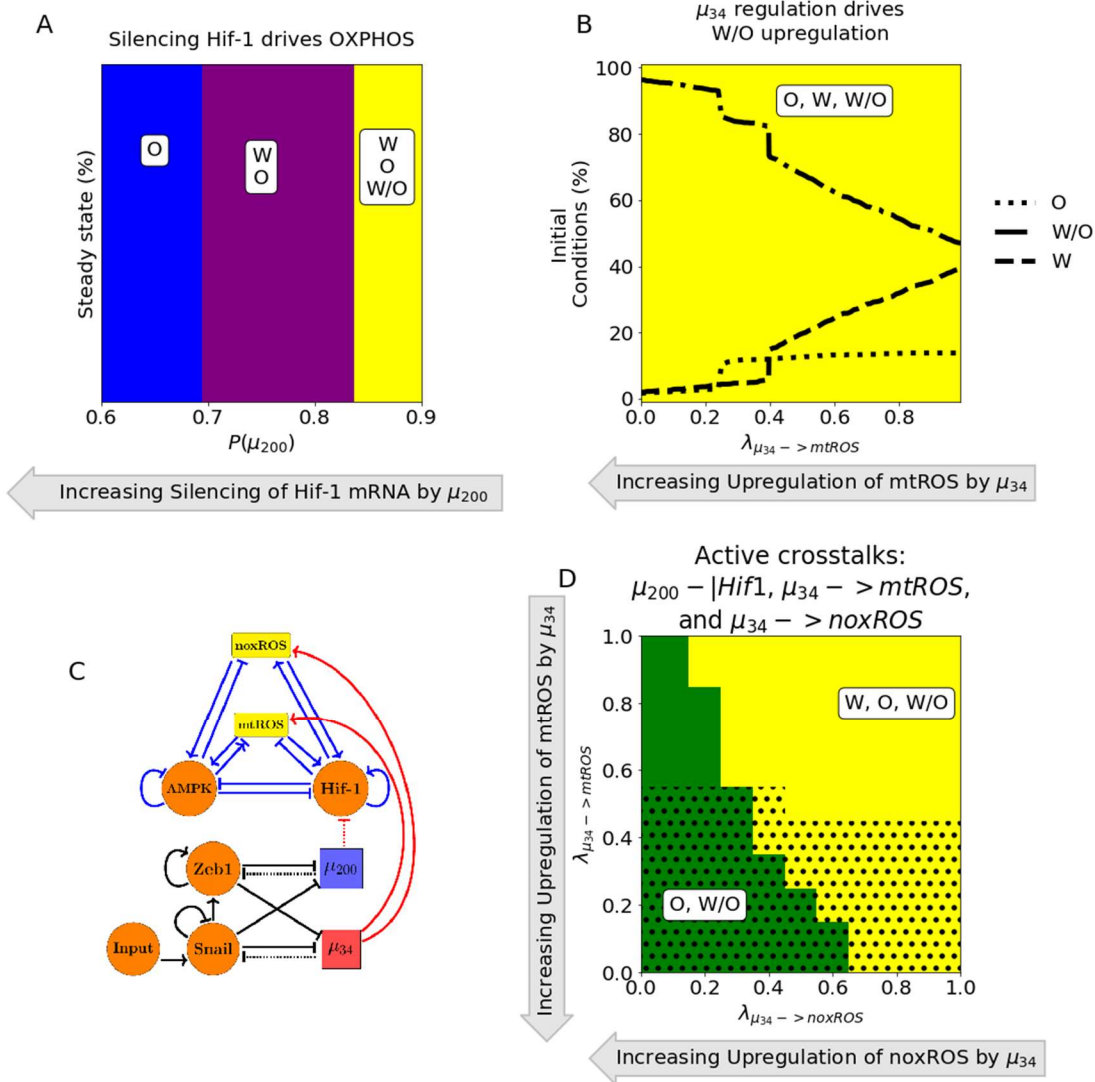 A
Silencing Hif-1 drives OXPHOS
Steady state (%)
O
W
O
W
O
W/O
0.6
0.7
0.8
0.9
P(μ200)
Increasing Silencing of Hif-1 mRNA by μ200
B
μ34 regulation drives
W/O upregulation
Initial
Conditions (%)
100
80
60
40
20
0
O, W, W/O
0.0
0.2
0.4
0.6
0.8
λμ34->mtROS
O
W/O
W
Increasing Upregulation of mtROS by μ34
C
noxROS
mtROS
AMPK
Hif-1
Zeb1
μ200
Input
Snail
μ34
D
Active crosstalks:
μ200 - |Hif1, μ34 - > mtROS,
and μ34 - > noxROS
Increasing Upregulation of mtROS by μ34
λμ34->mtROS
1.0
0.8
0.6
0.4
0.2
0.0
W, O, W/O
O, W/O
0.0
0.2
0.4
0.6
0.8
1.0
λμ34->noxROS
Increasing Upregulation of noxROS by μ34